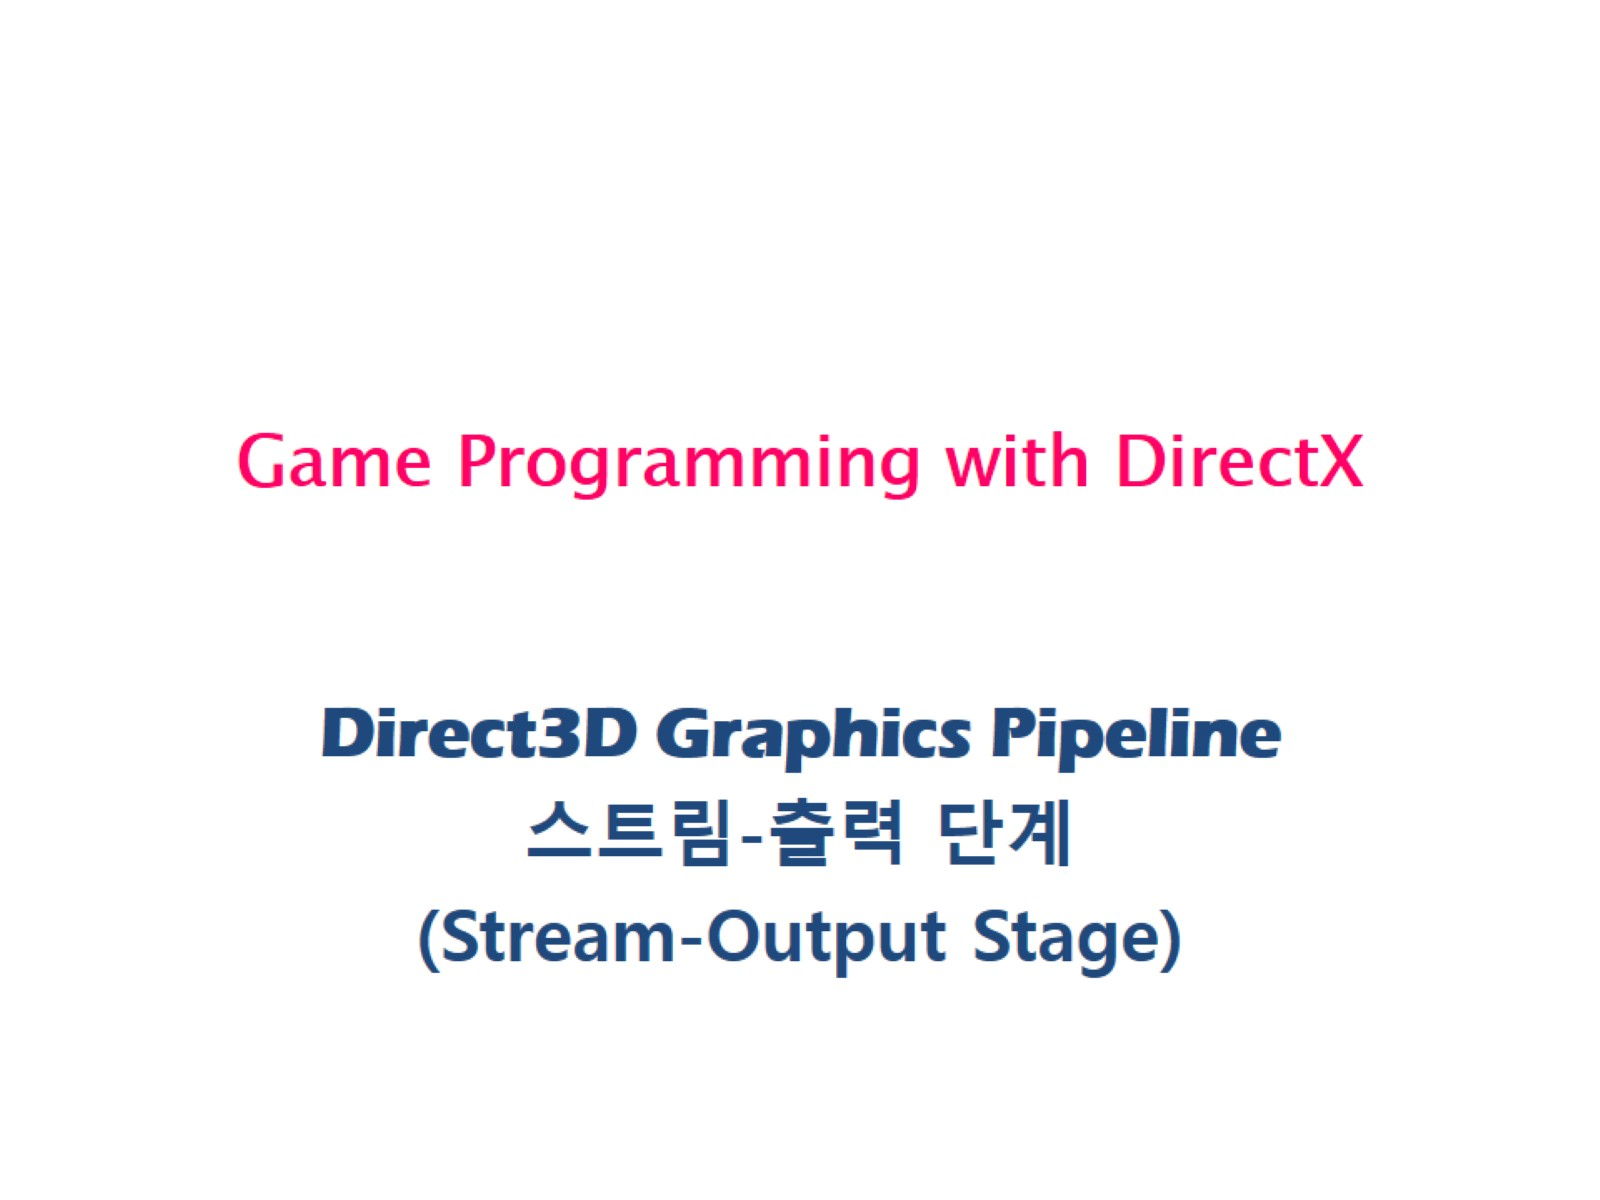 Game Programming with DirectX
Direct3D Graphics Pipeline
스트림-출력 단계
(Stream-Output Stage)